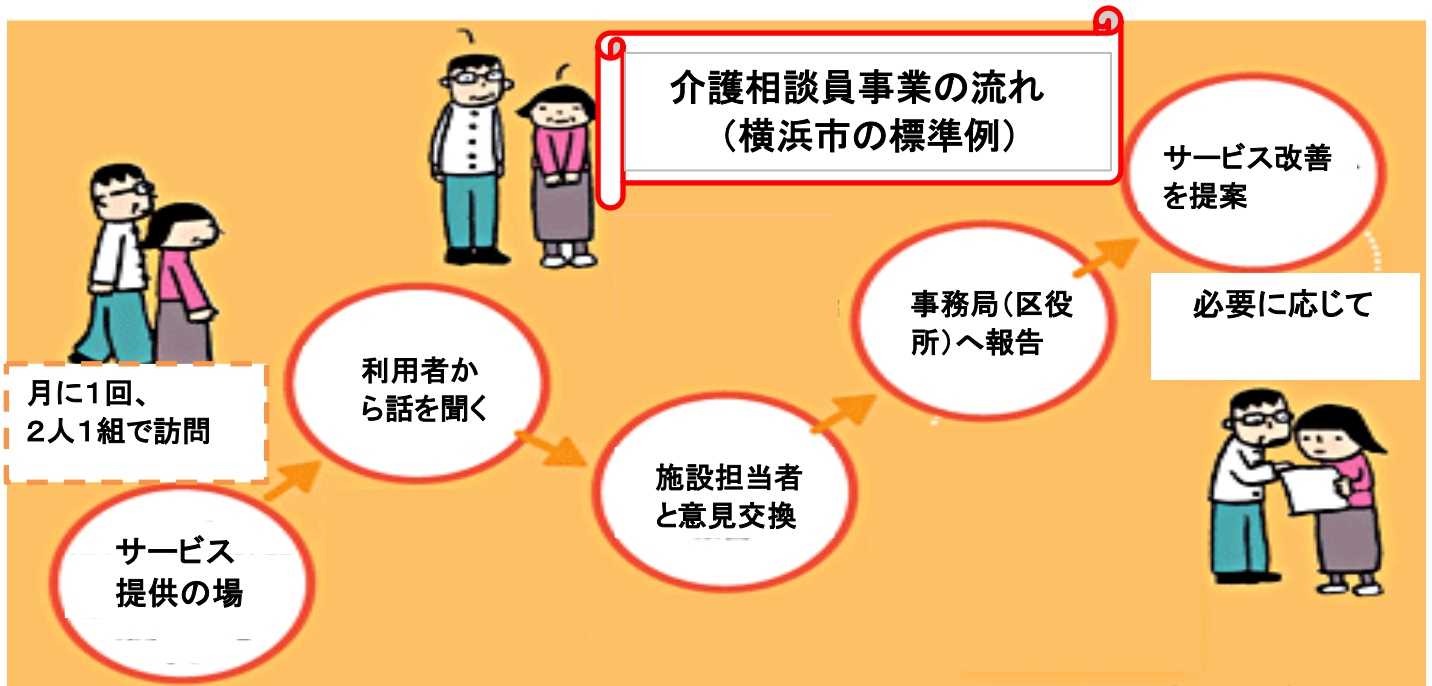 介護相談員事業の流れ
（横浜市の標準例）
月に１回、
２人１組で訪問
サービス
提供の場
利用者か
ら話を聞く
施設担当者
と意見交換
事務局（区役
所）へ報告
サービス改善
を提案
必要に応じて